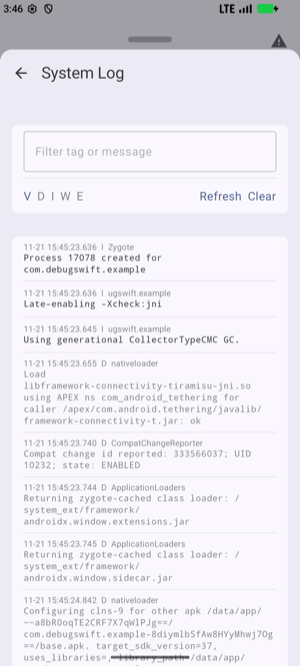 3:46
LTE
System Log
Filter tag or message
V D I W E
Refresh Clear
11-21 15:45:23.636 I Zygote
Process 17078 created for
com.debugswift.example
11-21 15:45:23.636 I ugswift.example
Late-enabling -Xcheck:jni
11-21 15:45:23.645 I ugswift.example
Using generational CollectorTypeCMC GC.
11-21 15:45:23.655 D nativeloader
Load
libframework-connectivity-tiramisu-jni.so
using APEX ns com_android_tethering for
caller /apex/com.android.tethering/javalib/
framework-connectivity-t.jar: ok
11-21 15:45:23.740 D CompatChangeReporter
Compat change id reported: 333566037; UID
10232; state: ENABLED
11-21 15:45:23.744 D ApplicationLoaders
Returning zygote-cached class loader: /
system_ext/framework/
androidx.window.extensions.jar
11-21 15:45:23.745 D ApplicationLoaders
Returning zygote-cached class loader: /
system_ext/framework/
androidx.window.sidecar.jar
11-21 15:45:24.842 D nativeloader
Configuring clns-9 for other apk /data/app/
~~a8bROoqTE2CRF7X7qWlPJg==/
com.debugswift.example-8diymlbSfAw8HYyMhwj7Og
==/base.apk. target_sdk_version=37,
uses_libraries=, library_path=/data/app/